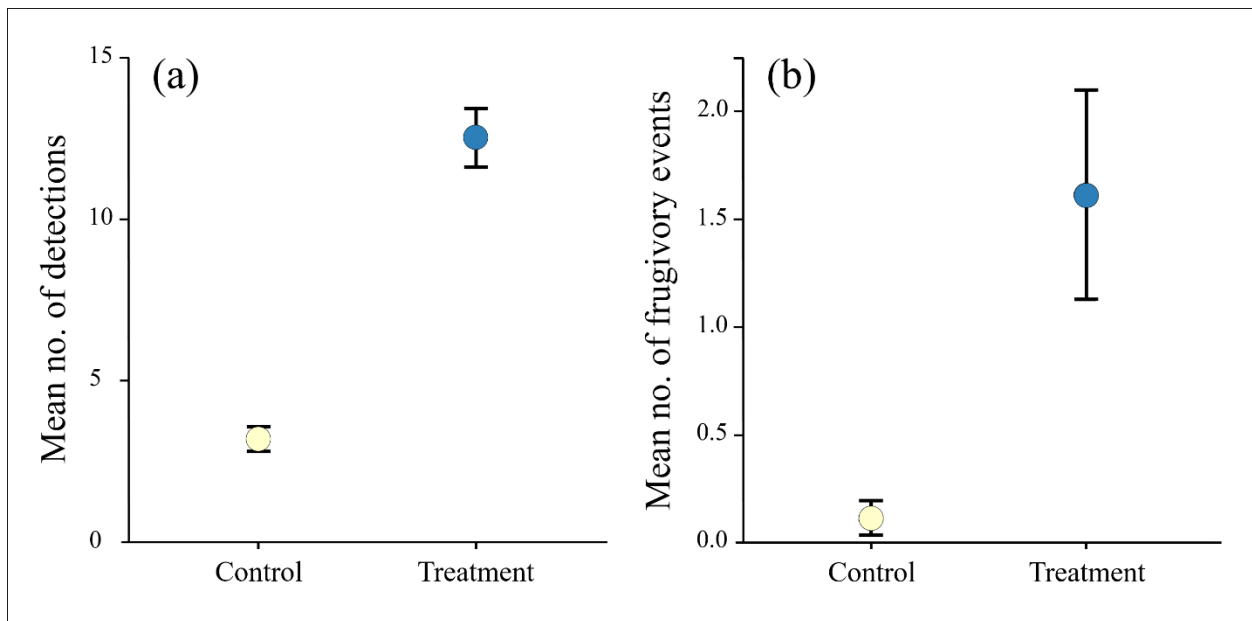 (a)
Mean no. of detections
15
10
5
0
Control
Treatment
(b)
Mean no. of frugivory events
2.0
1.5
1.0
0.5
0.0
Control
Treatment